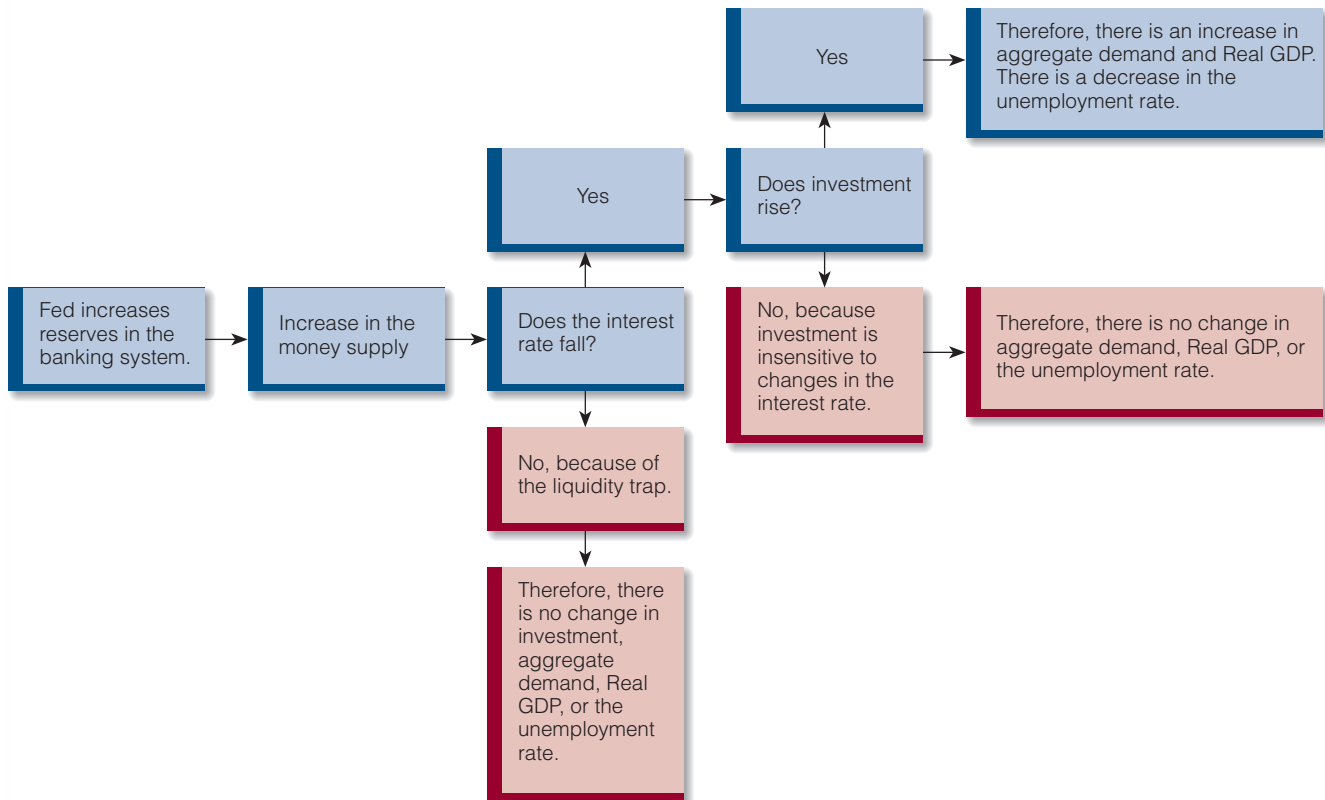 Fed increases
reserves in the
banking system.
Increase in the
money supply
Does the interest
rate fall?
Yes
Does investment
rise?
Yes
Therefore, there is an increase in
aggregate demand and Real GDP.
There is a decrease in the
unemployment rate.
No, because
investment is
insensitive to
changes in the
interest rate.
Therefore, there is no change in
aggregate demand, Real GDP, or
the unemployment rate.
No, because of
the liquidity trap.
Therefore, there
is no change in
investment,
aggregate
demand, Real
GDP, or the
unemployment
rate.